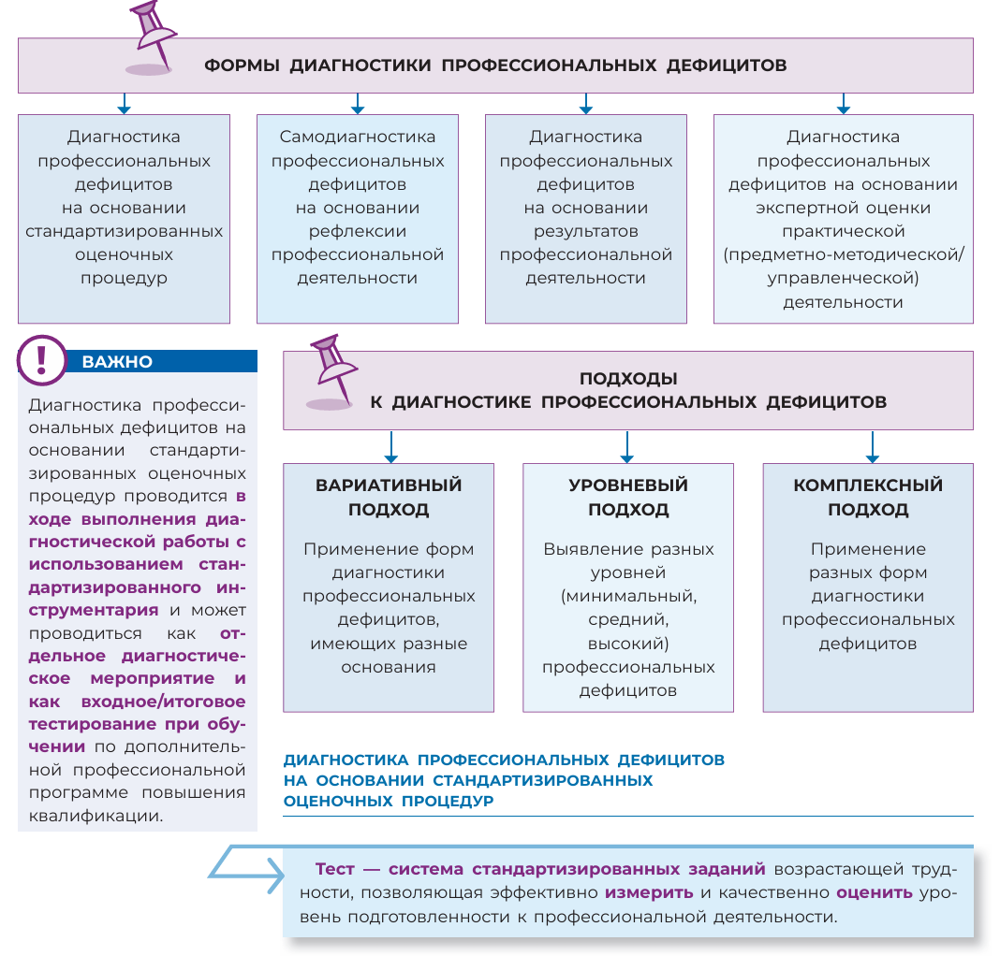 ФОРМЫ ДИАГНОСТИКИ ПРОФЕССИОНАЛЬНЫХ ДЕФИЦИТОВ
Диагностика
профессиональных
дефицитов
на основании
стандартизированных
оценочных
процедур
Самодиагностика
профессиональных
дефицитов
на основании
рефлексии
профессиональной
деятельности
Диагностика
профессиональных
дефицитов
на основании
результатов
профессиональной
деятельности
Диагностика
профессиональных
дефицитов на основании
экспертной оценки
практической
(предметно-методической/
управленческой)
деятельности
! ВАЖНО
Диагностика професси-
ональных дефицитов на
основании стандарти-
зированных оценочных
процедур проводится в
ходе выполнения диа-
гностической работы с
использованием стан-
дартизированного ин-
струментария и может
проводиться как от-
дельное диагностиче-
ское мероприятие и
как входное/итоговое
тестирование при обу-
чении по дополнитель-
ной профессиональной
программе повышения
квалификации.
ПОДХОДЫ
К ДИАГНОСТИКЕ ПРОФЕССИОНАЛЬНЫХ ДЕФИЦИТОВ
ВАРИАТИВНЫЙ
ПОДХОД
Применение форм
диагностики
профессиональных
дефицитов,
имеющих разные
основания
УРОВНЕВЫЙ
ПОДХОД
Выявление разных
уровней
(минимальный,
средний,
высокий)
профессиональных
дефицитов
КОМПЛЕКСНЫЙ
ПОДХОД
Применение
разных форм
диагностики
профессиональных
дефицитов
ДИАГНОСТИКА ПРОФЕССИОНАЛЬНЫХ ДЕФИЦИТОВ
НА ОСНОВАНИИ СТАНДАРТИЗИРОВАННЫХ
ОЦЕНОЧНЫХ ПРОЦЕДУР
Тест — система стандартизированных заданий возрастающей труд-
ности, позволяющая эффективно измерить и качественно оценить уро-
вень подготовленности к профессиональной деятельности.